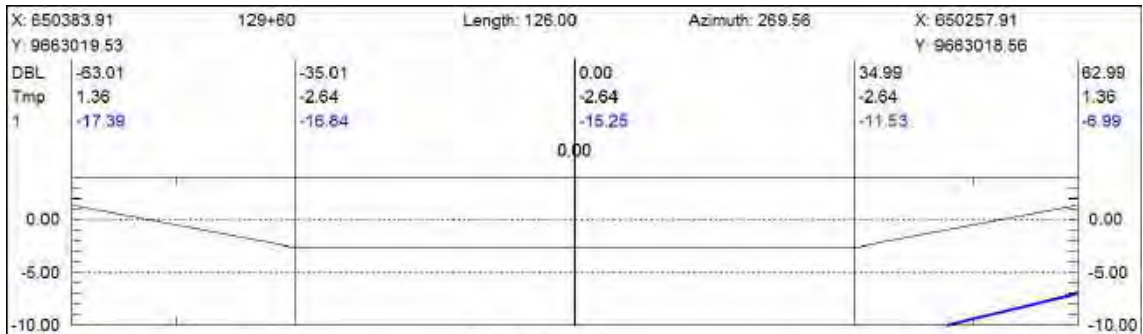 X: 650383.91 129+60 Length: 126.00 Azimuth: 269.56 X: 650257.91
Y: 9663019.53 Y: 9663018.56
DBL -63.01 -35.01 0.00 34.99 62.99
Tmp 1.36 -2.64 -2.64 -2.64 1.36
1 -17.39 -16.84 -15.25 -11.53 -6.99
0.00
0.00 0.00
-5.00 -5.00
-10.00 -10.00